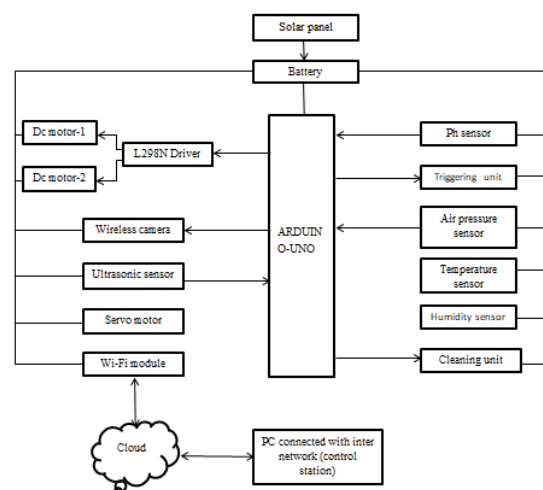 Solar panel
Battery
Dc motor-1
Dc motor-2
L298N Driver
Wireless camera
Ultrasonic sensor
Servo motor
Wi-Fi module
ARDUIN
O-UNO
Ph sensor
Triggering unit
Air pressure
sensor
Temperature
sensor
Humidity sensor
Cleaning unit
Cloud
PC connected with inter
network (control
station)